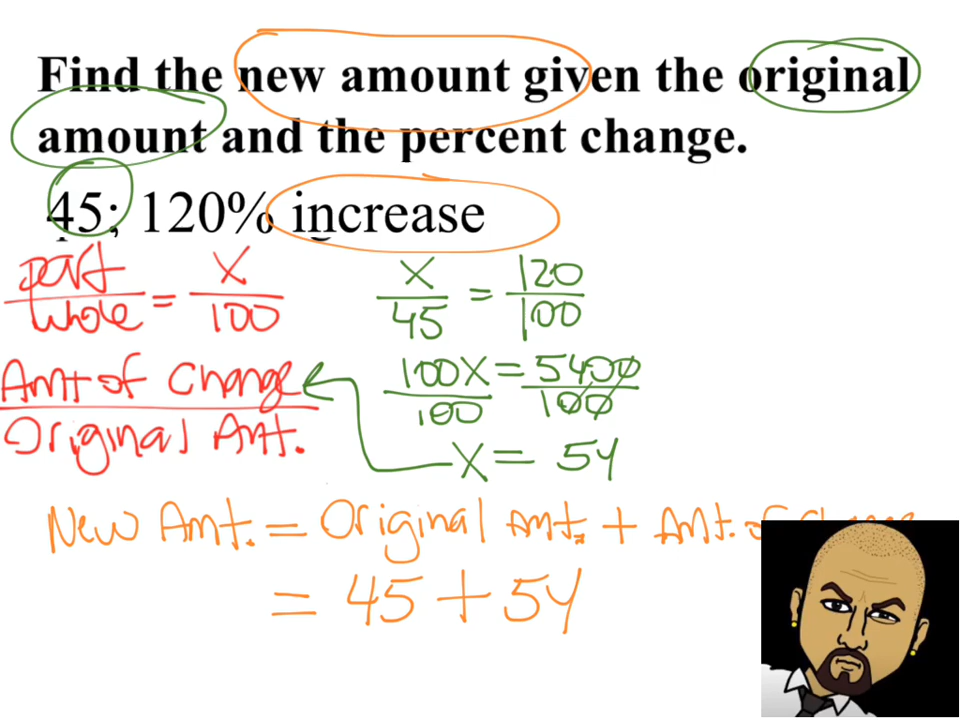 Find the new amount given the original
amount and the percent change.
45; 120% increase
part/whole = X/100
X/45 = 120/100
Amt of Change
Original Amt.
100X/100 = 5400/100
X = 54
New Amt. = Original Amt. + Amt. of
= 45 + 54